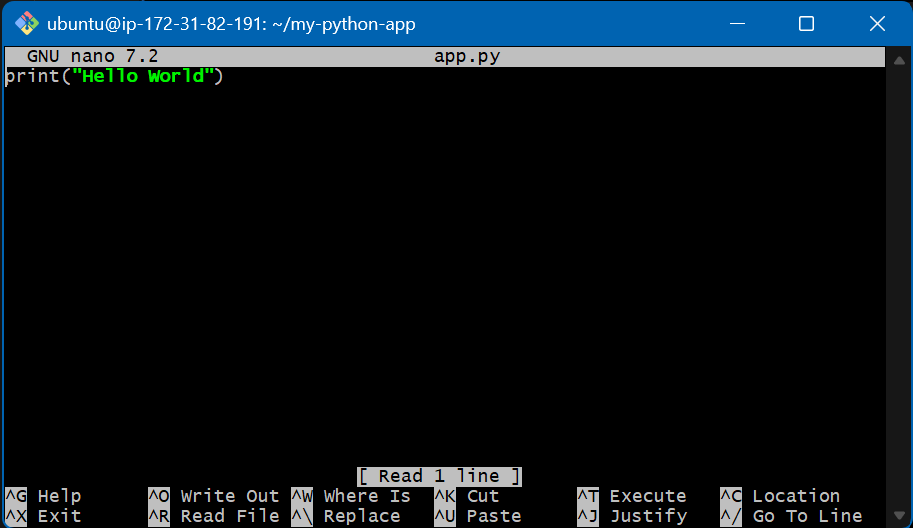 ubuntu@ip-172-31-82-191: ~/my-python-app
GNU nano 7.2 app.py
print("Hello World")
[ Read 1 line ]
^G Help ^O Write Out ^W Where Is ^K Cut ^T Execute ^C Location
^X Exit ^R Read File ^\ Replace ^U Paste ^J Justify ^/ Go To Line